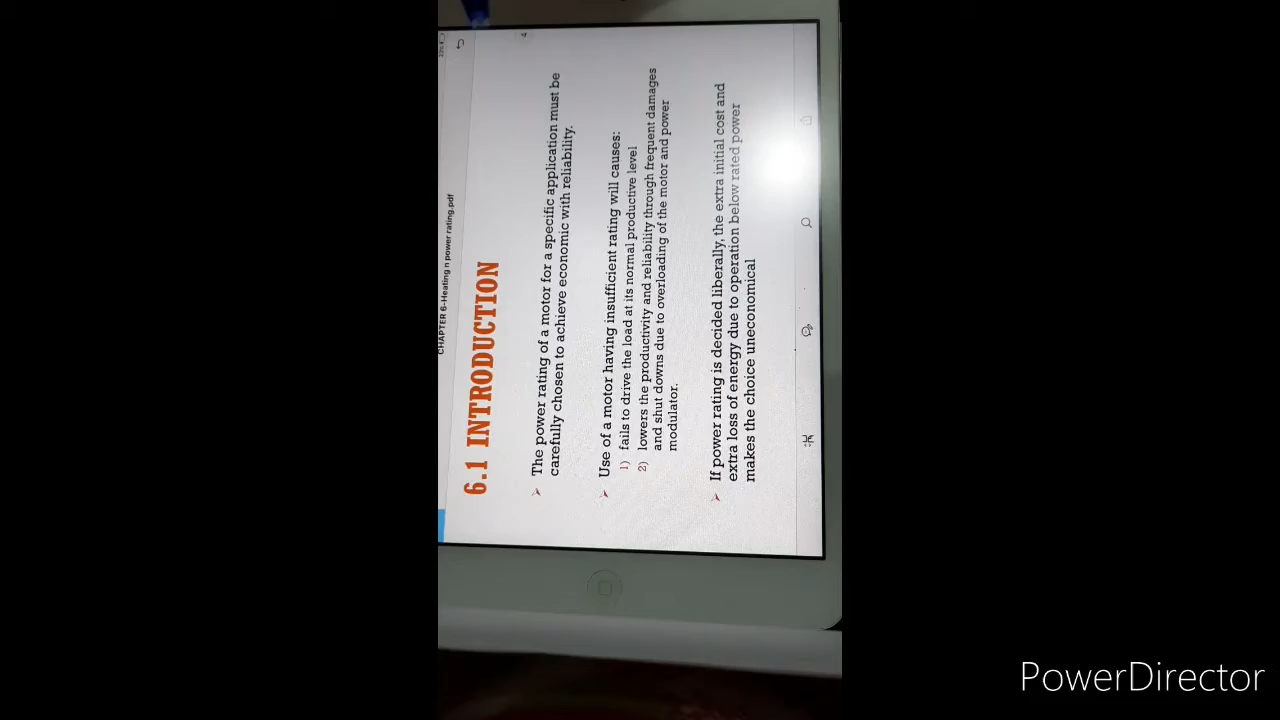 CHAPTER 6-Heating n power rating.pdf
4
6.1 INTRODUCTION
➤ The power rating of a motor for a specific application must be
carefully chosen to achieve economic with reliability.
➤ Use of a motor having insufficient rating will causes:
1) fails to drive the load at its normal productive level
2) lowers the productivity and reliability through frequent damages
and shut downs due to overloading of the motor and power
modulator.
➤ If power rating is decided liberally, the extra initial cost and
extra loss of energy due to operation below rated power
makes the choice uneconomical
PowerDirector